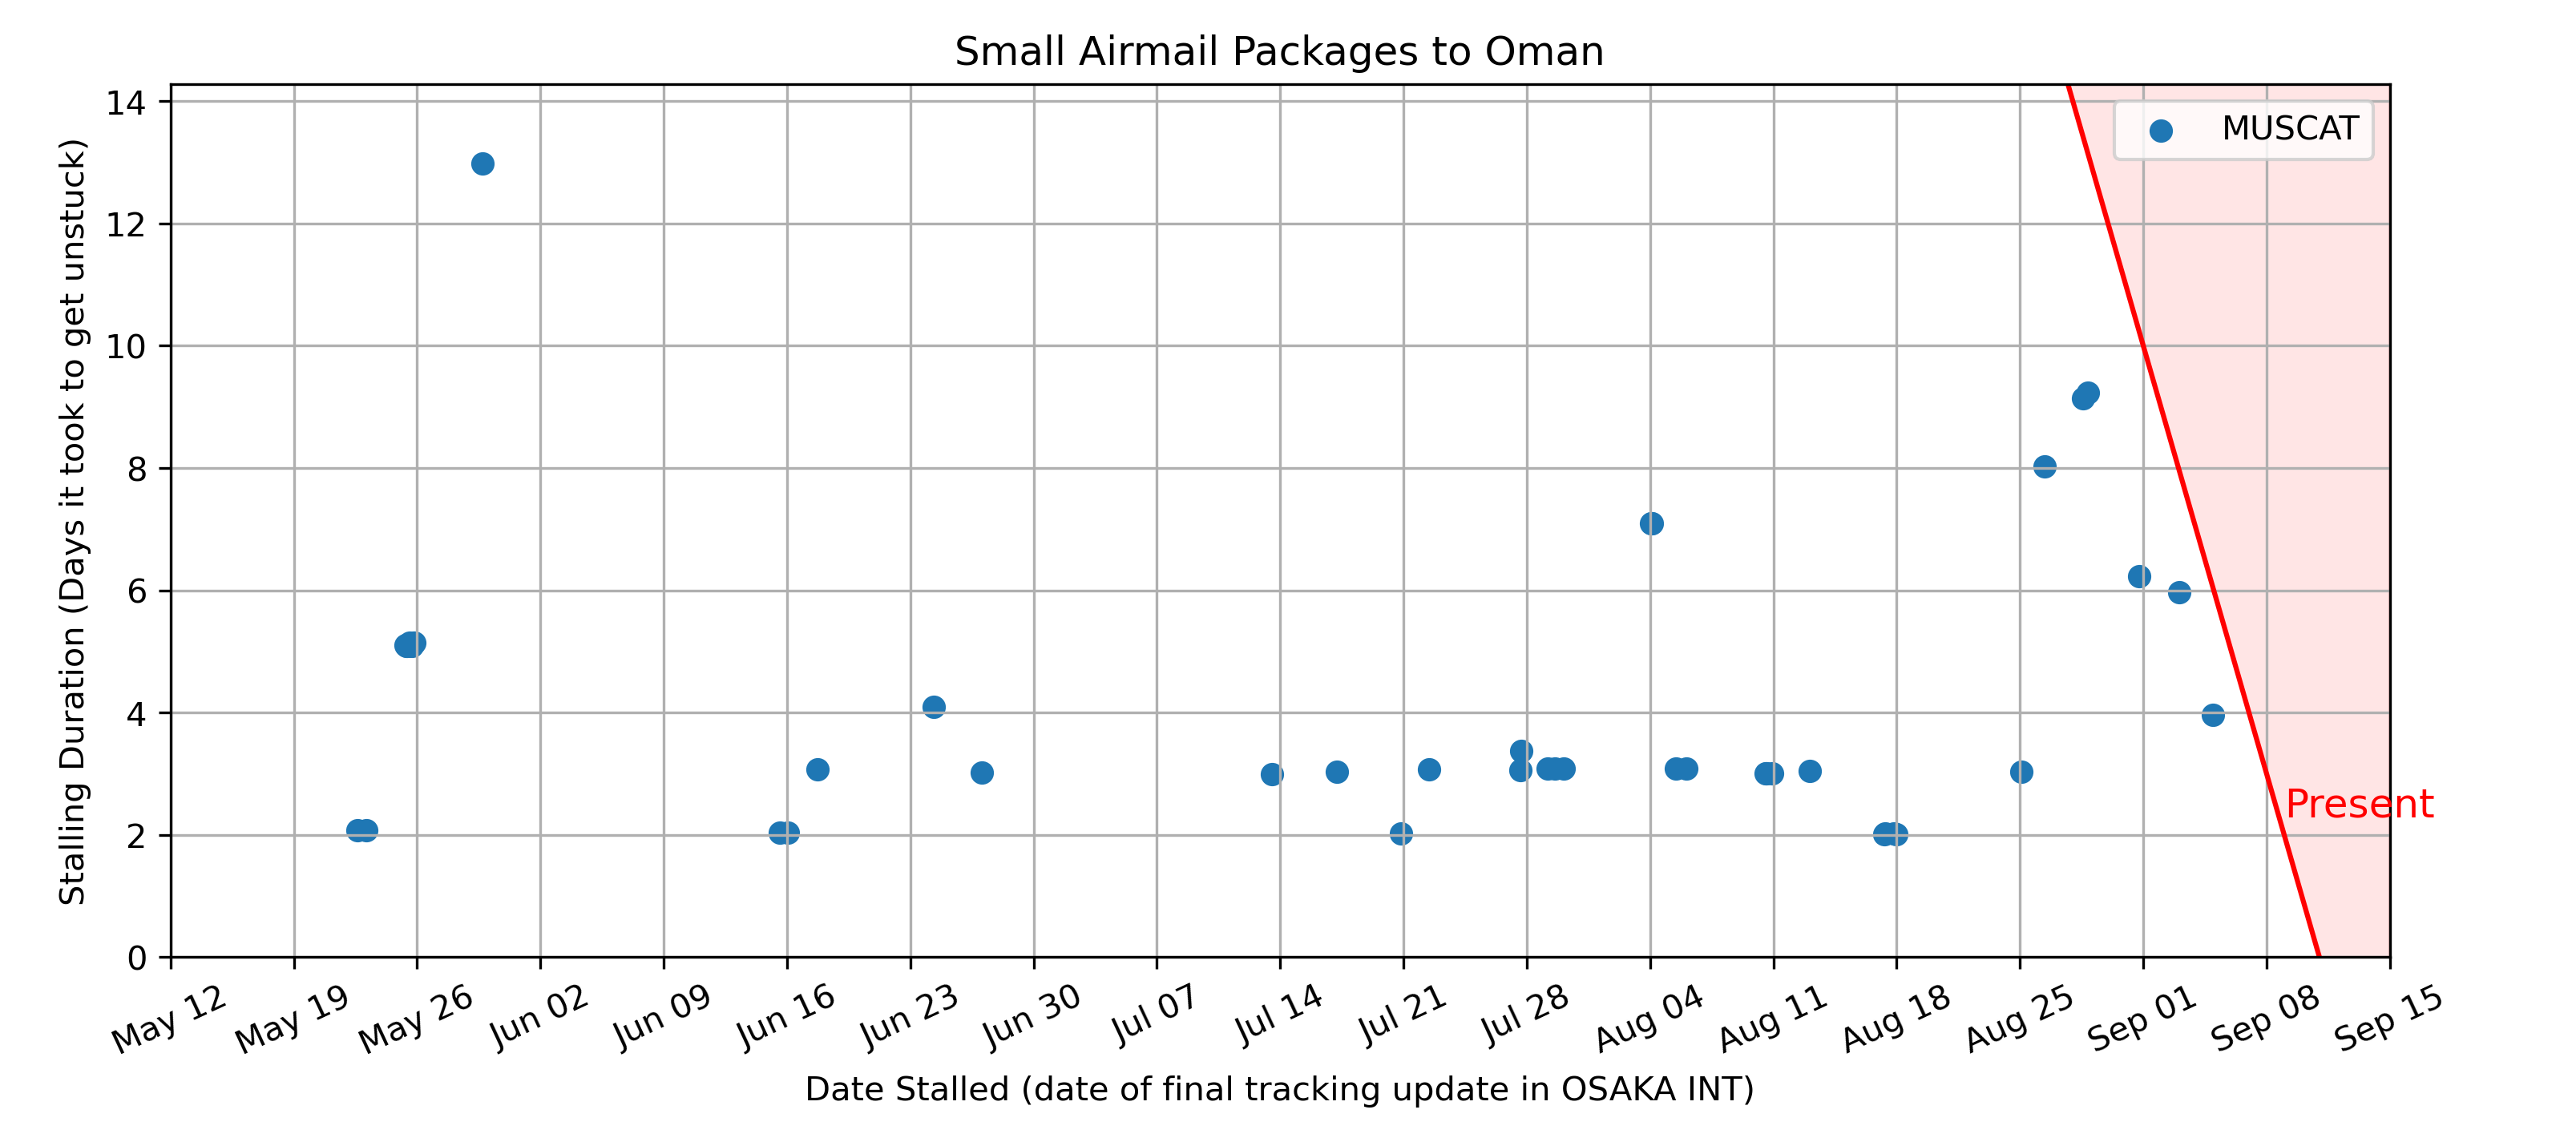 Small Airmail Packages to Oman
MUSCAT
Present
Stalling Duration (Days it took to get unstuck)
14
12
10
8
6
4
2
0
May 12
May 19
May 26
Jun 02
Jun 09
Jun 16
Jun 23
Jun 30
Jul 07
Jul 14
Jul 21
Jul 28
Aug 04
Aug 11
Aug 18
Aug 25
Sep 01
Sep 08
Sep 15
Date Stalled (date of final tracking update in OSAKA INT)